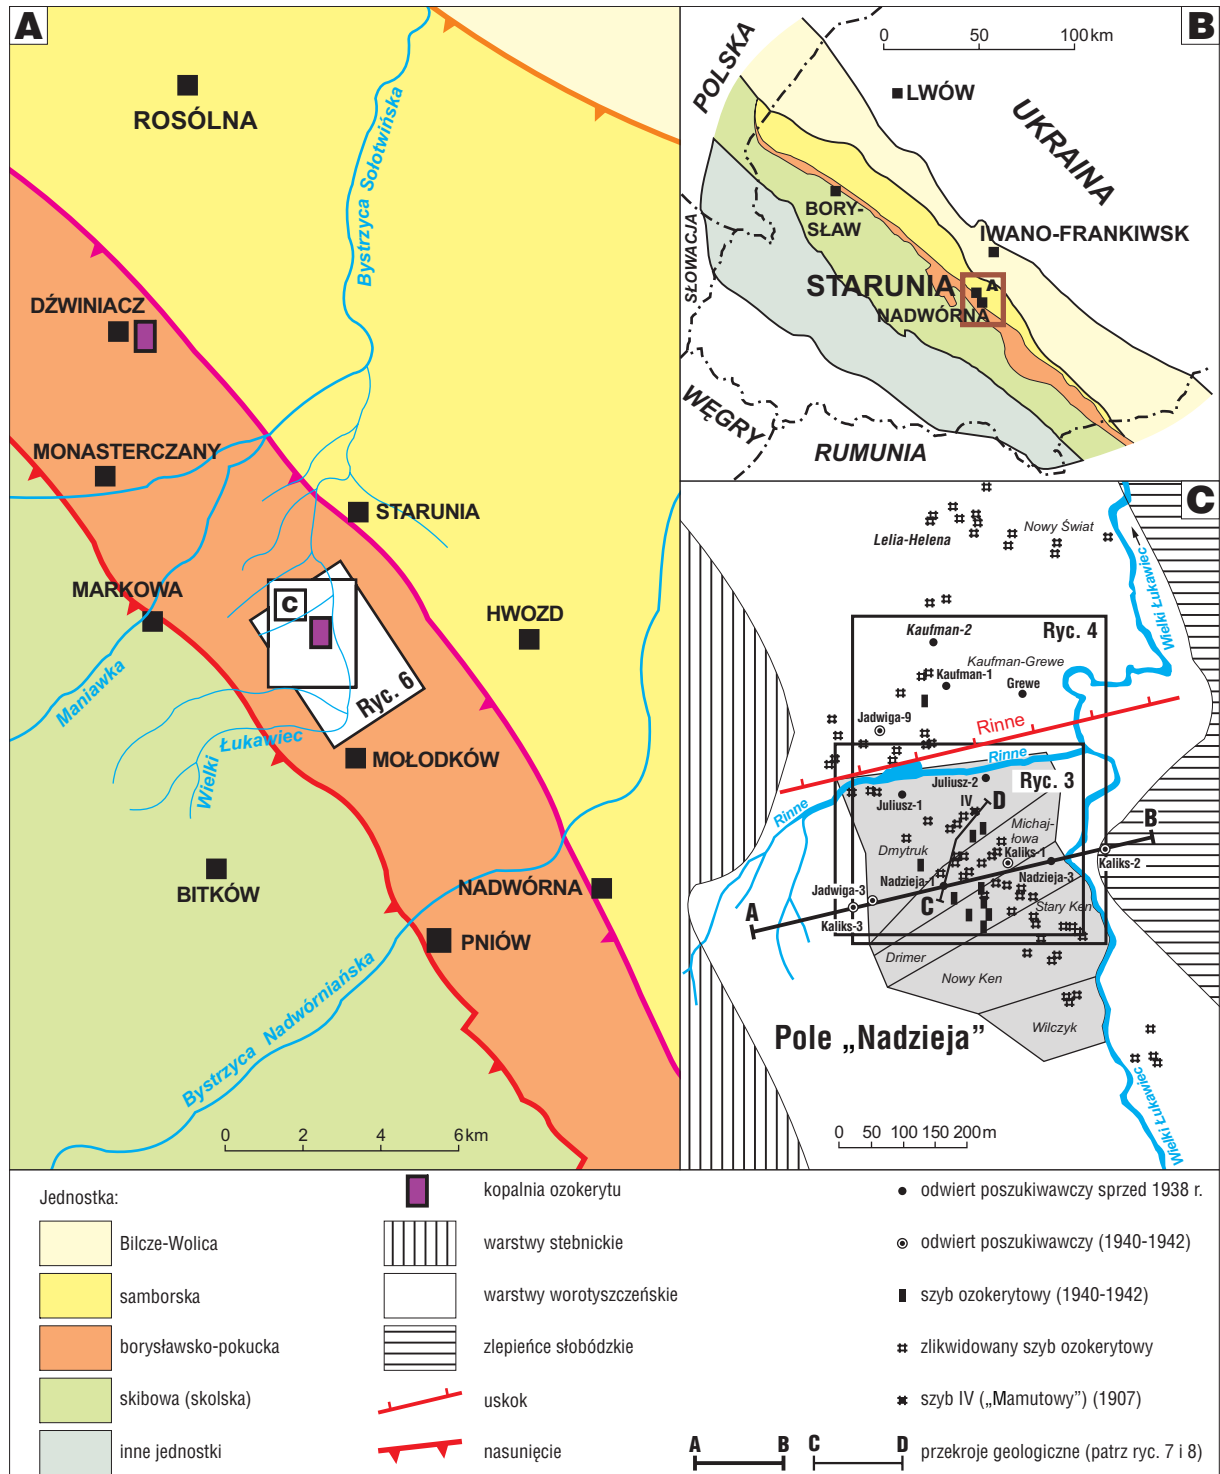 A
ROSÓLNA
Bystrzyca Sołotwińska
DŹWINIACZ
MONASTERCZANY
STARUNIA
MARKOWA
C
HWOZD
Maniawka
Ryc. 6
Wielki Łukawiec
MOŁODKÓW
BITKÓW
NADWÓRNA
PNIÓW
Bystrzyca Nadwórniańska
0 2 4 6 km
B
0 50 100 km
POLSKA
LWÓW
UKRAINA
BORY-
SŁAW
IWANO-FRANKIWSK
SŁOWACJA
STARUNIA
A
NADWÓRNA
WĘGRY
RUMUNIA
C
Lelia-Helena
Nowy Świat
Wielki Łukawiec
Kaufman-2
Ryc. 4
Kaufman-Grewe
Kaufman-1
Grewe
Jadwiga-9
Rinne
Rinne
Ryc. 3
Juliusz-2
Juliusz-1
Rinne
IV
D
Michaj-
łowa
B
Dmytruk
Kaliks-1
Kaliks-2
Nadzieja-1
Nadzieja-3
Jadwiga-3
A
Kaliks-3
C
Stary Ken
Drimer
Nowy Ken
Wilczyk
Pole „Nadzieja”
Wielki Łukawiec
0 50 100 150 200 m
Jednostka:
Bilcze-Wolica
samborska
borysławsko-pokucka
skibowa (skolska)
inne jednostki
kopalnia ozokerytu
warstwy stebnickie
warstwy worotyszczeńskie
zlepieńce słobódzkie
uskok
nasunięcie
odwiert poszukiwawczy sprzed 1938 r.
odwiert poszukiwawczy (1940-1942)
szyb ozokerytowy (1940-1942)
zlikwidowany szyb ozokerytowy
szyb IV („Mamutowy”) (1907)
A B C D przekroje geologiczne (patrz ryc. 7 i 8)